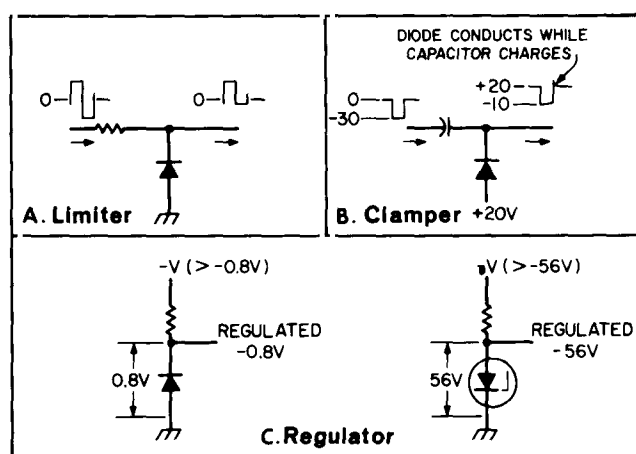 DIODE CONDUCTS WHILE
CAPACITOR CHARGES
0
0
+20
-10
0
-30
A. Limiter
B. Clamper
+20V
-V (> -0.8V)
V (> -56V)
REGULATED
-0.8V
REGULATED
-56V
0.8V
56V
C. Regulator